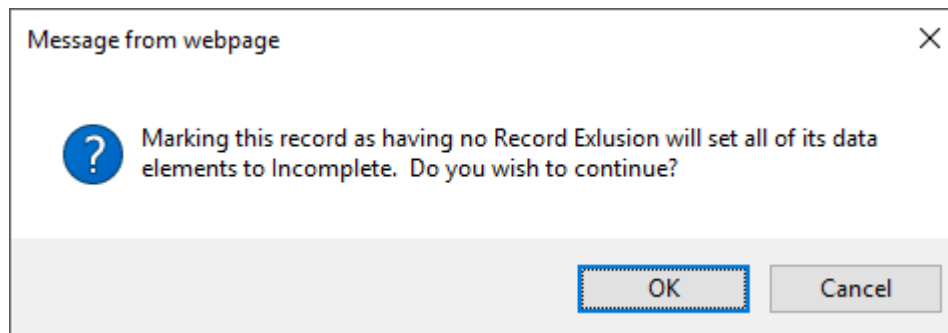 Message from webpage
Marking this record as having no Record Exlusion will set all of its data
elements to Incomplete.  Do you wish to continue?
OK
Cancel